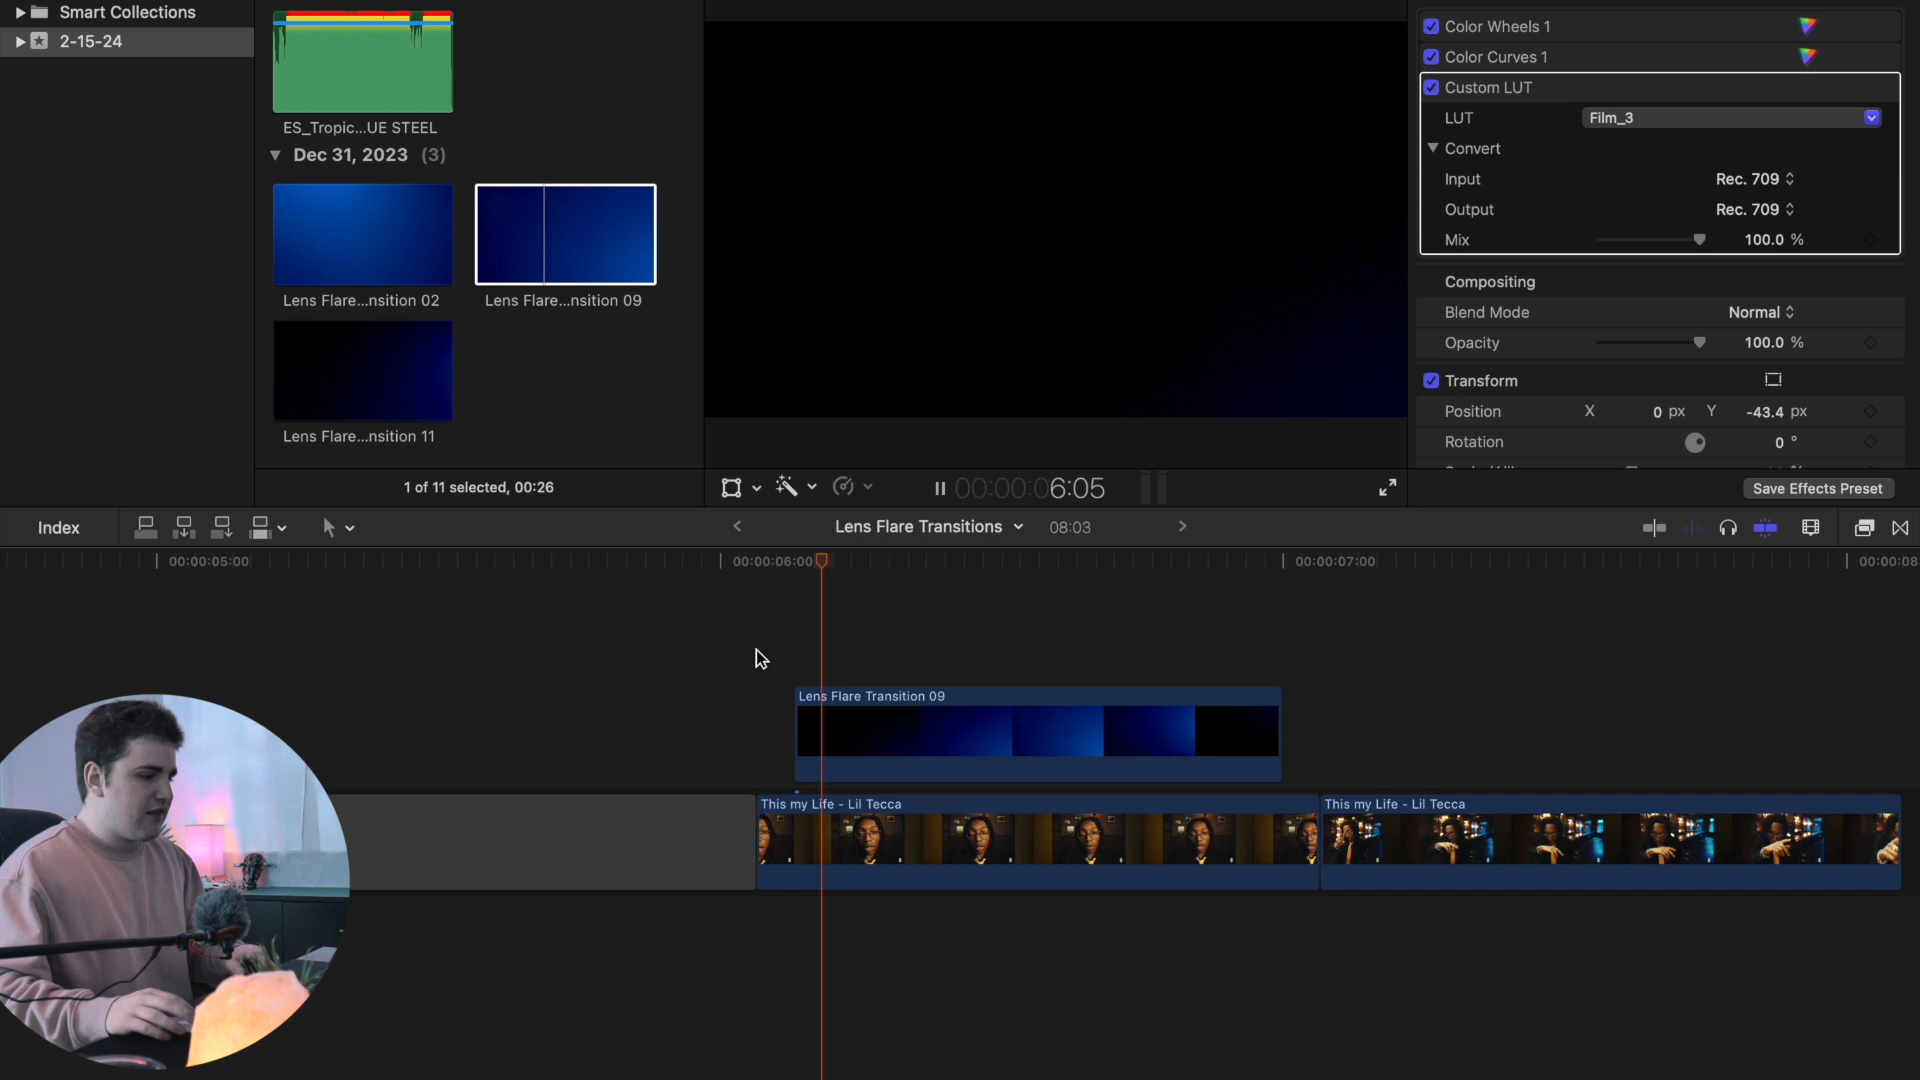 Smart Collections
2-15-24
ES_Tropic...UE STEEL
Dec 31, 2023 (3)
Lens Flare...nsition 02
Lens Flare...nsition 09
Lens Flare...nsition 11
1 of 11 selected, 00:26
00:00:06:05
Color Wheels 1
Color Curves 1
Custom LUT
LUT Film_3
Convert
Input Rec. 709
Output Rec. 709
Mix 100.0 %
Compositing
Blend Mode Normal
Opacity 100.0 %
Transform
Position X 0 px Y -43.4 px
Rotation 0 °
Save Effects Preset
Index
Lens Flare Transitions 08:03
00:00:05:00 00:00:06:00 00:00:07:00 00:00:08
Lens Flare Transition 09
This my Life - Lil Tecca This my Life - Lil Tecca